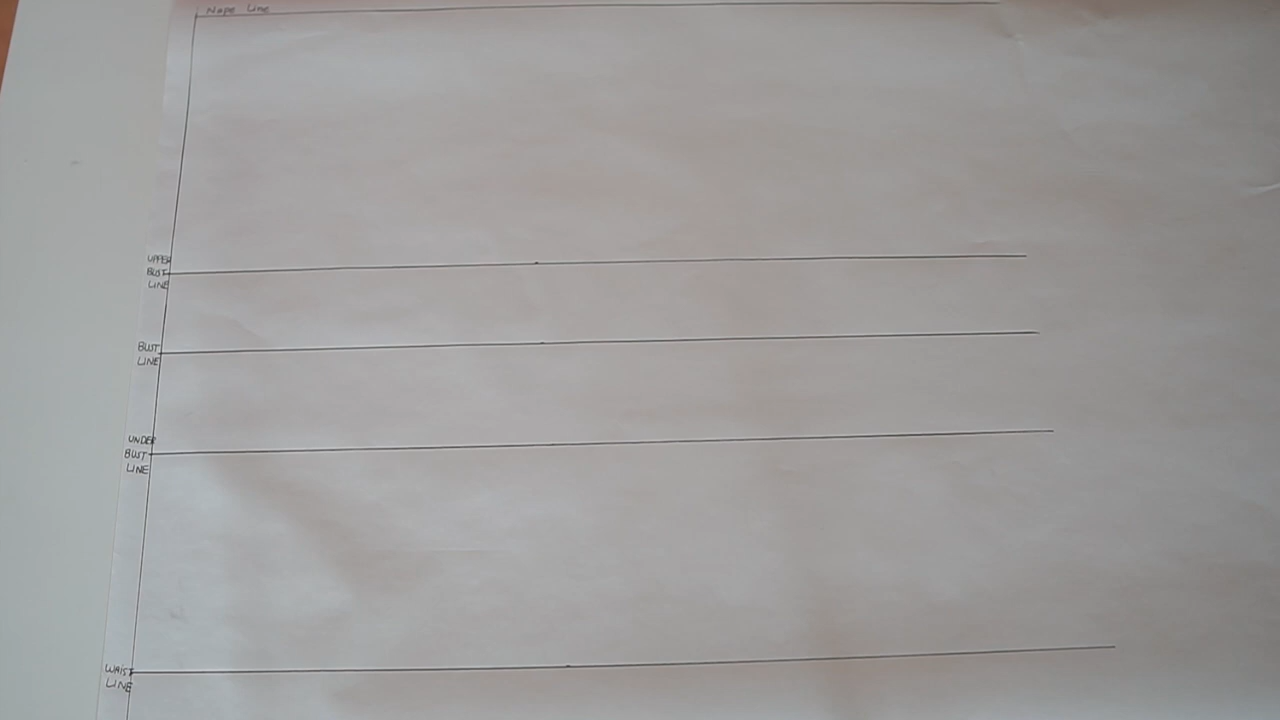 Nape Line
UPPER
BUST
LINE
BUST
LINE
UNDER
BUST
LINE
WAIST
LINE